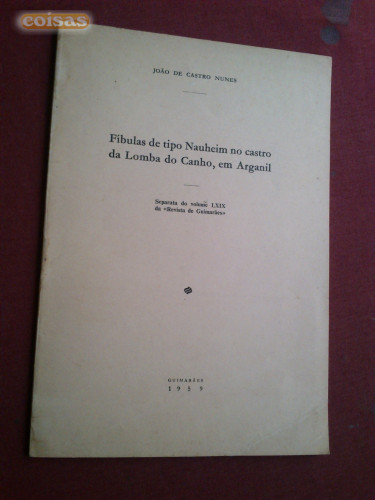 coisas
JOÃO DE CASTRO NUNES
Fíbulas de tipo Nauheim no castro
da Lomba do Canho, em Arganil
Separata do volume LXIX
da «Revista de Guimarães»
GUIMARÃES
1959